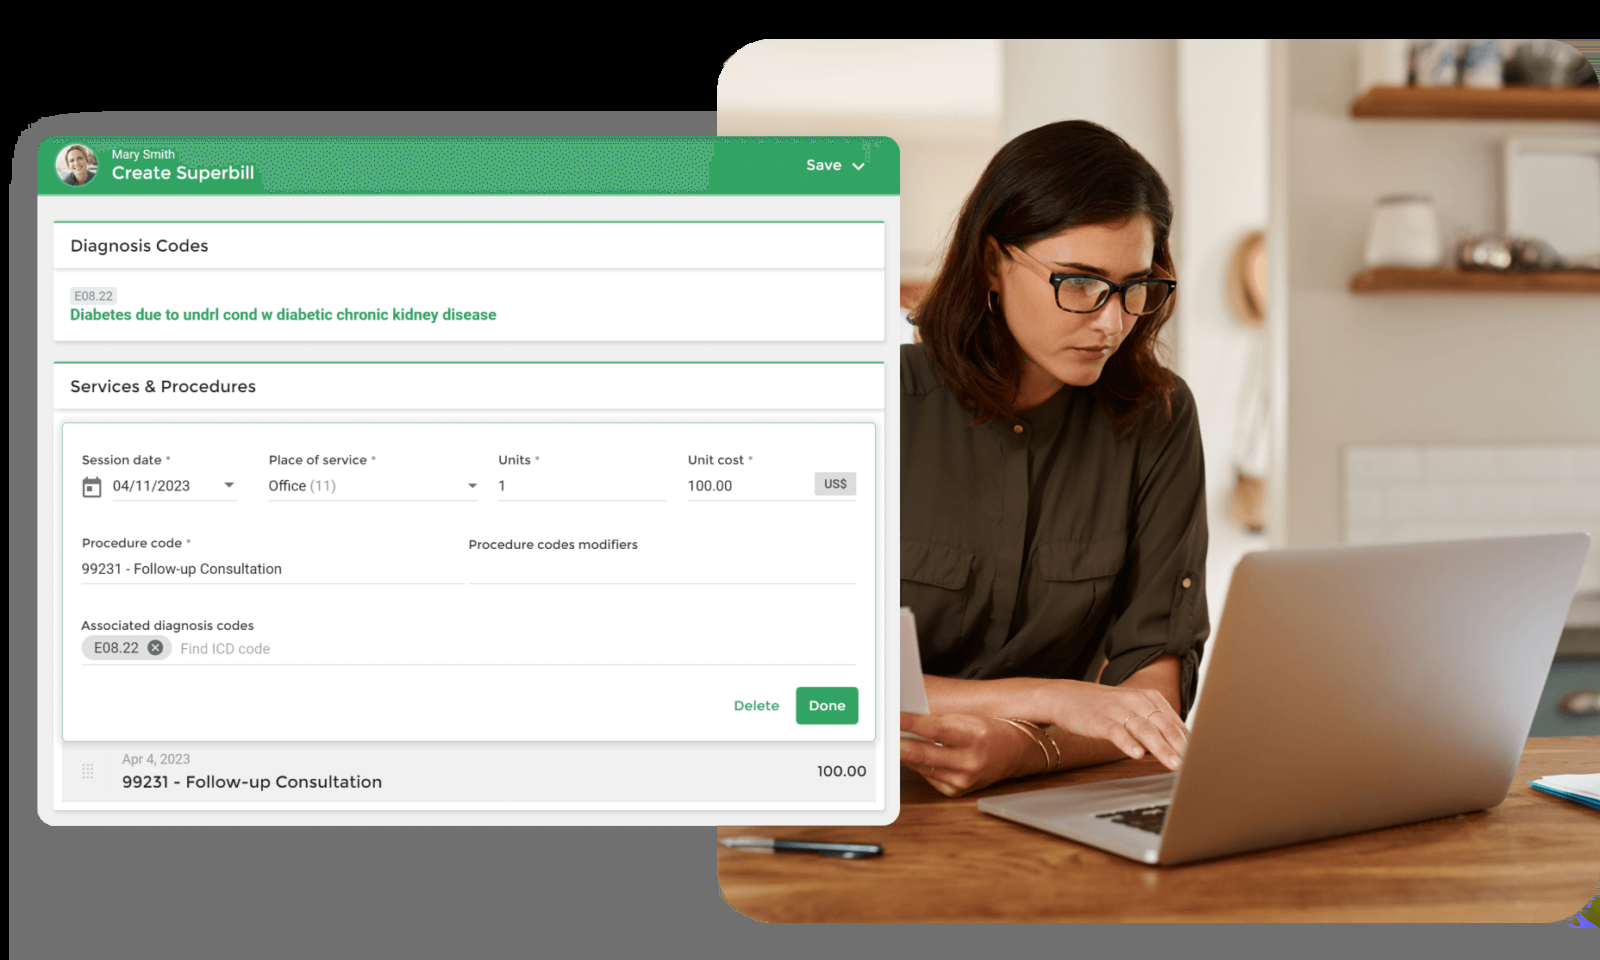 Mary Smith
Create Superbill
Save
Diagnosis Codes
E08.22
Diabetes due to undrl cond w diabetic chronic kidney disease
Services & Procedures
Session date * Place of service * Units * Unit cost *
04/11/2023 Office (11) 1 100.00 US$
Procedure code * Procedure codes modifiers
99231 - Follow-up Consultation
Associated diagnosis codes
E08.22 Find ICD code
Delete Done
Apr 4, 2023
99231 - Follow-up Consultation 100.00